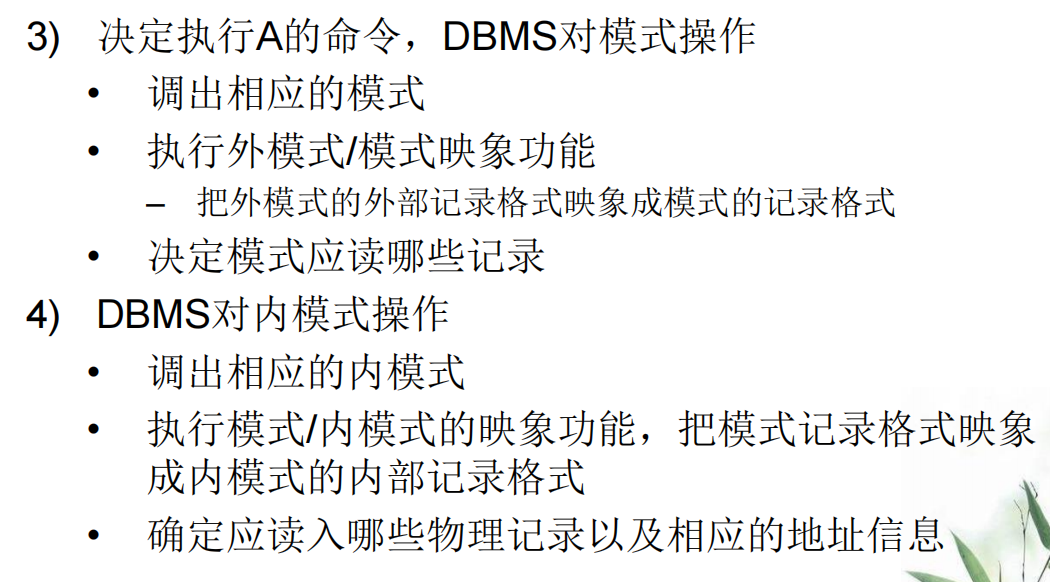 3) 决定执行A的命令，DBMS对模式操作
• 调出相应的模式
• 执行外模式/模式映象功能
– 把外模式的外部记录格式映象成模式的记录格式
• 决定模式应读哪些记录
4) DBMS对内模式操作
• 调出相应的内模式
• 执行模式/内模式的映象功能，把模式记录格式映象
成内模式的内部记录格式
• 确定应读入哪些物理记录以及相应的地址信息